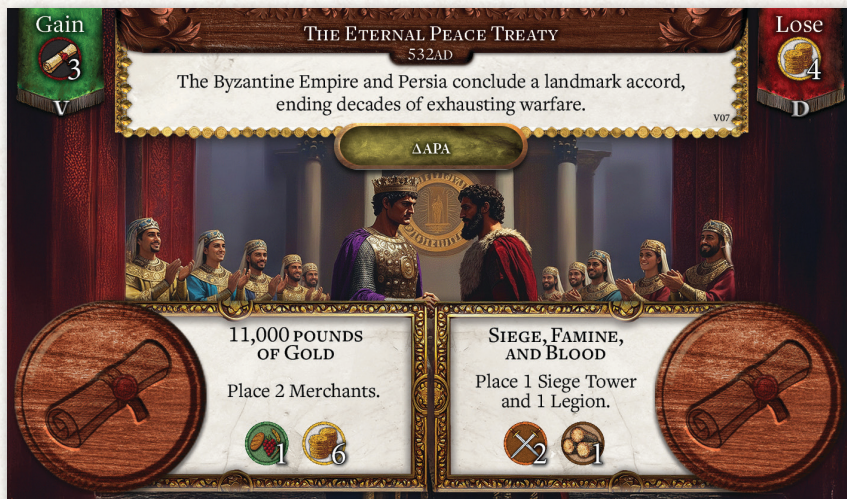 Gain
3
V
THE ETERNAL PEACE TREATY
532AD
The Byzantine Empire and Persia conclude a landmark accord,
ending decades of exhausting warfare.
V07
Lose
4
D
ΔΑΡΑ
11,000 POUNDS
OF GOLD
Place 2 Merchants.
1 6
SIEGE, FAMINE,
AND BLOOD
Place 1 Siege Tower
and 1 Legion.
2 1